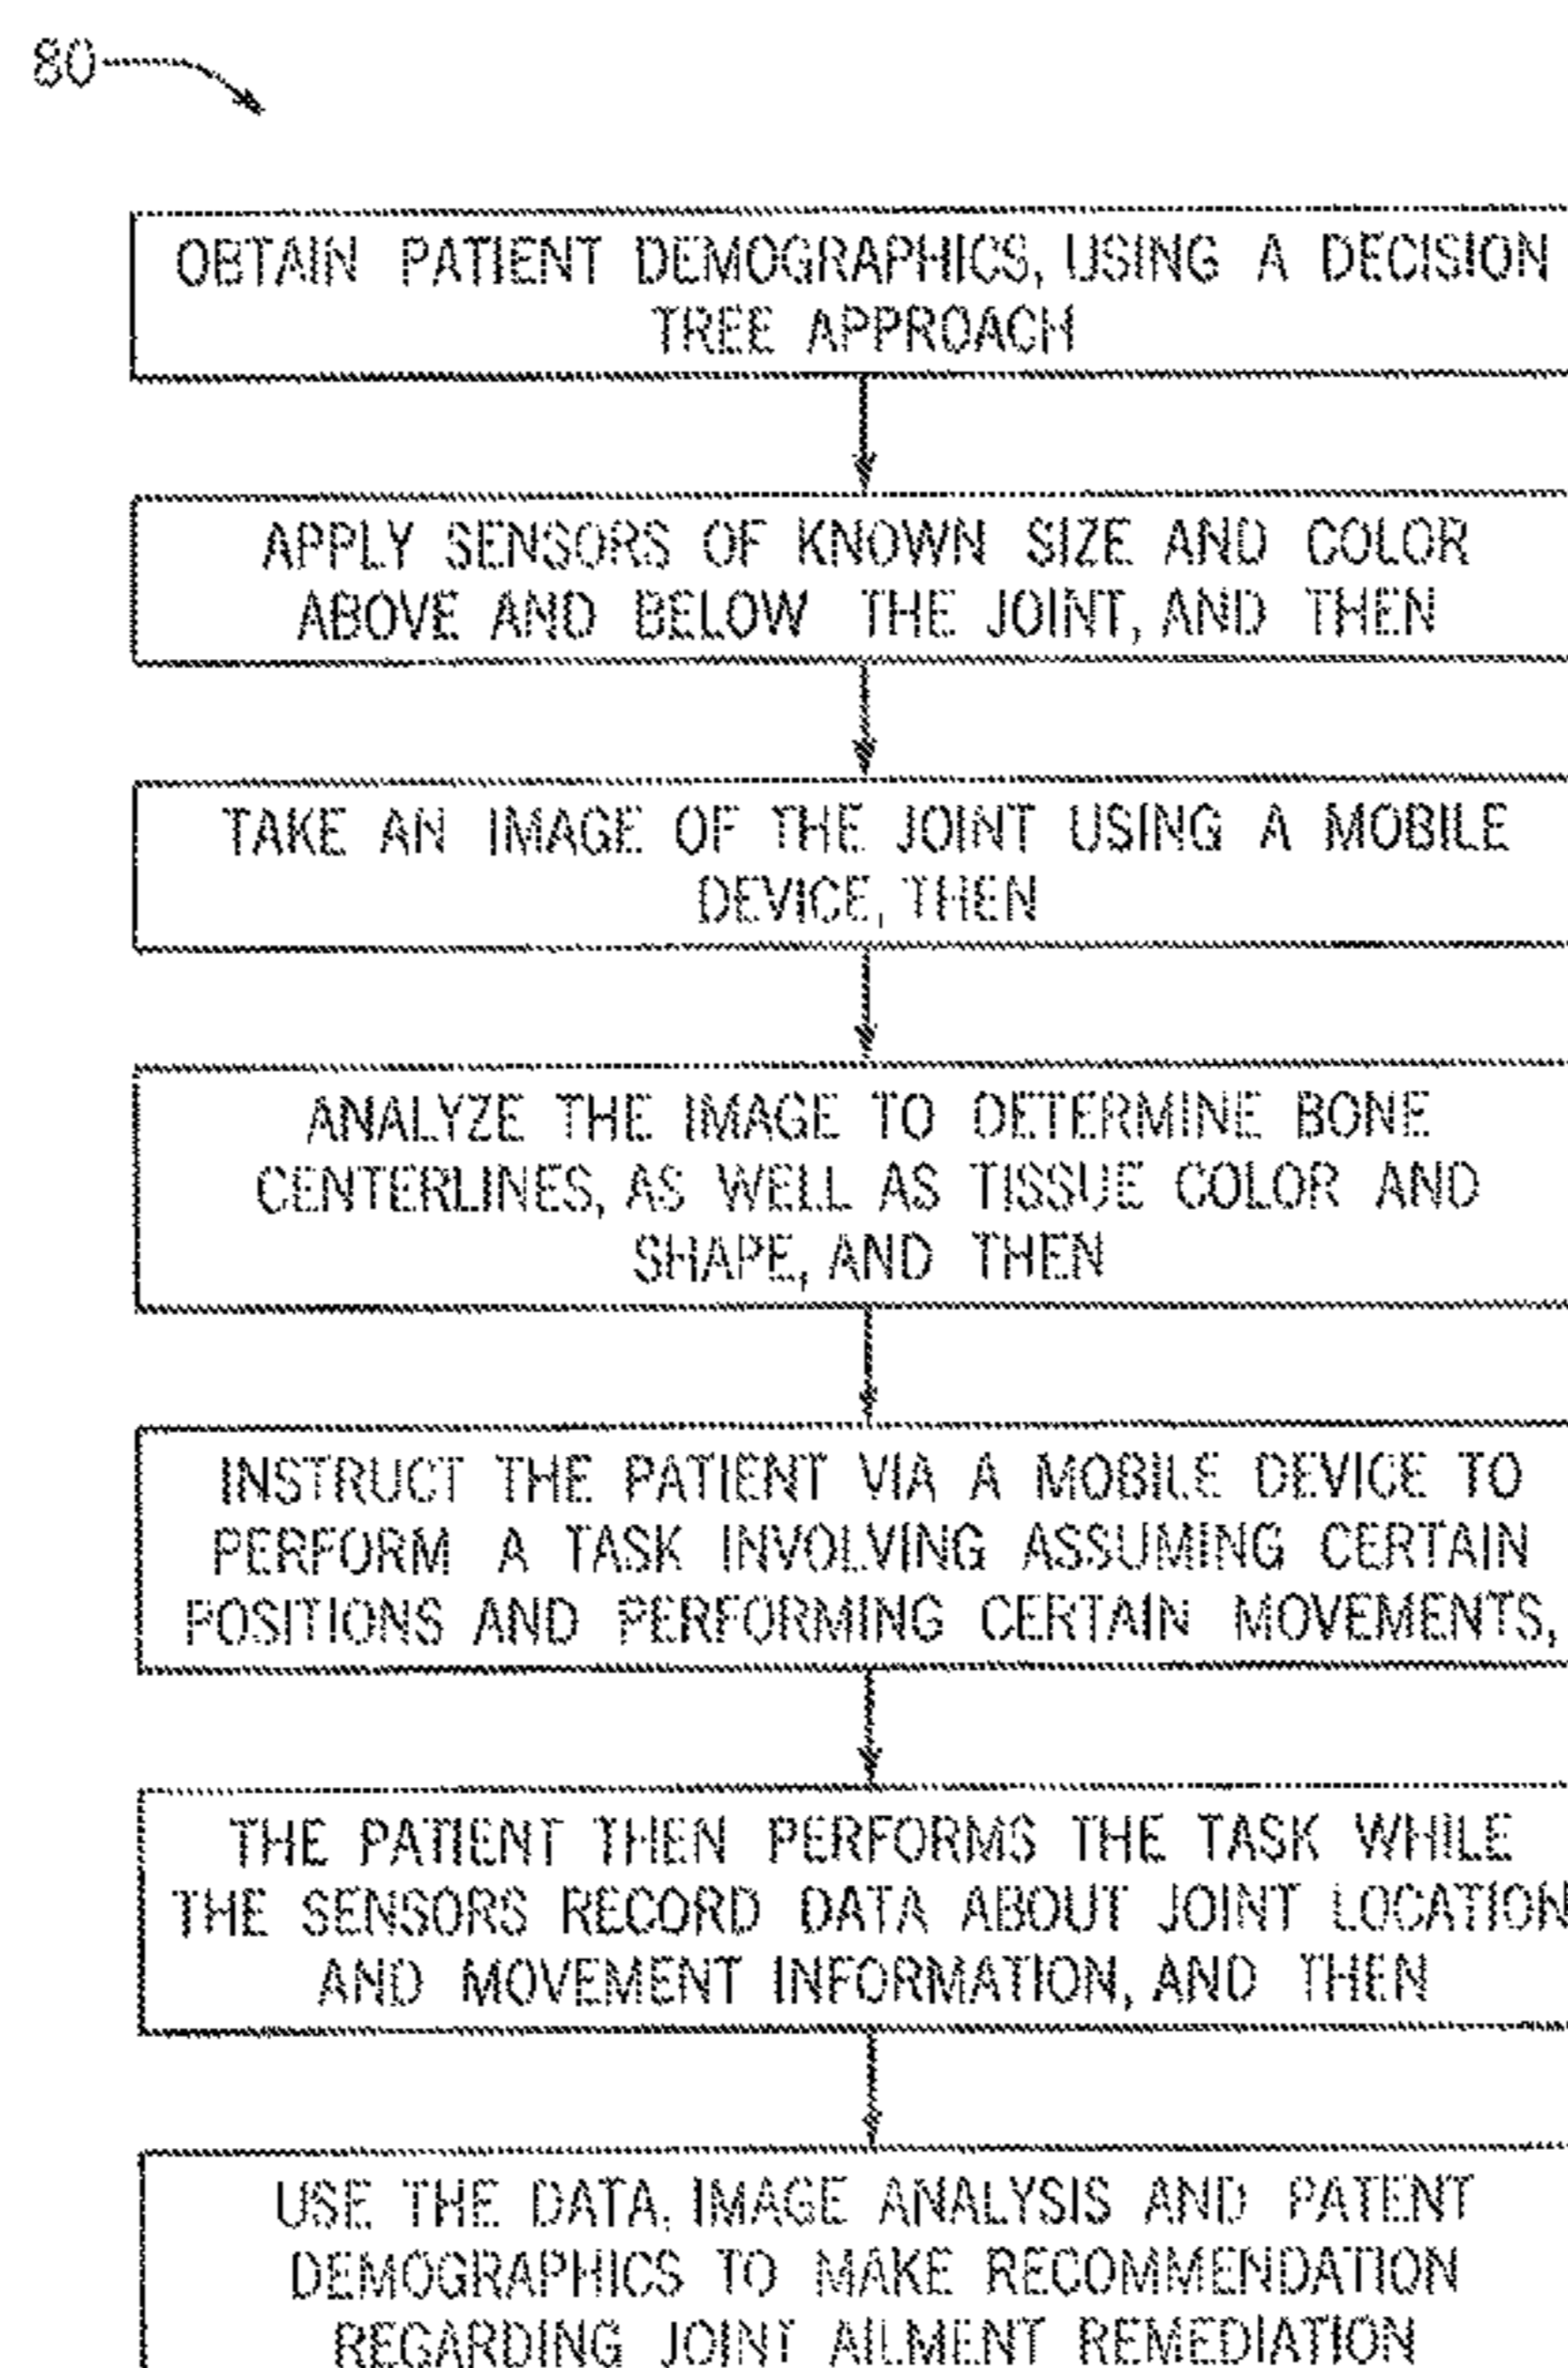 80
OBTAIN PATIENT DEMOGRAPHICS, USING A DECISION
TREE APPROACH
APPLY SENSORS OF KNOWN SIZE AND COLOR
ABOVE AND BELOW THE JOINT, AND THEN
TAKE AN IMAGE OF THE JOINT USING A MOBILE
DEVICE, THEN
ANALYZE THE IMAGE TO DETERMINE BONE
CENTERLINES, AS WELL AS TISSUE COLOR AND
SHAPE, AND THEN
INSTRUCT THE PATIENT VIA A MOBILE DEVICE TO
PERFORM A TASK INVOLVING ASSUMING CERTAIN
POSITIONS AND PERFORMING CERTAIN MOVEMENTS,
THE PATIENT THEN PERFORMS THE TASK WHILE
THE SENSORS RECORD DATA ABOUT JOINT LOCATION
AND MOVEMENT INFORMATION, AND THEN
USE THE DATA, IMAGE ANALYSIS AND PATENT
DEMOGRAPHICS TO MAKE RECOMMENDATION
REGARDING JOINT AILMENT REMEDIATION